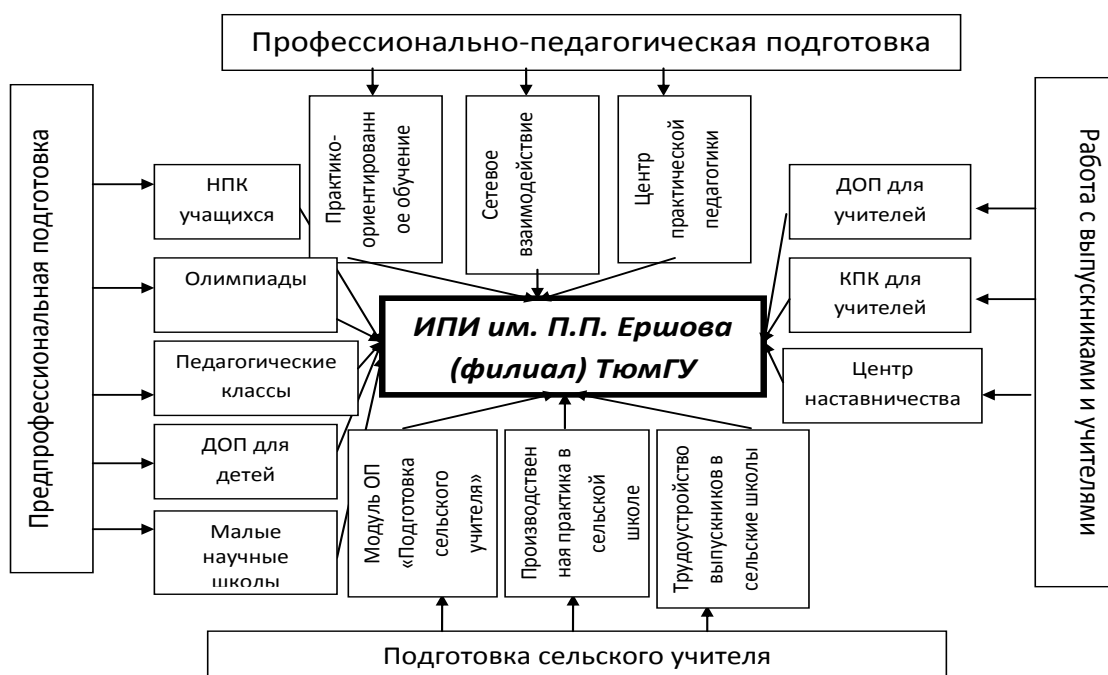 Профессионально-педагогическая подготовка
Предпрофессиональная подготовка
Практико-
ориентированн
ое обучение
Сетевое
взаимодействие
Центр
практической
педагогики
Работа с выпускниками и учителями
НПК
учащихся
Олимпиады
Педагогические
классы
ДОП для
детей
Малые
научные
школы
ИПИ им. П.П. Ершова
(филиал) ТюмГУ
ДОП для
учителей
КПК для
учителей
Центр
наставничества
Модуль ОП
«Подготовка
сельского
учителя»
Производствен
ная практика в
сельской
школе
Трудоустройство
выпускников в
сельские школы
Подготовка сельского учителя